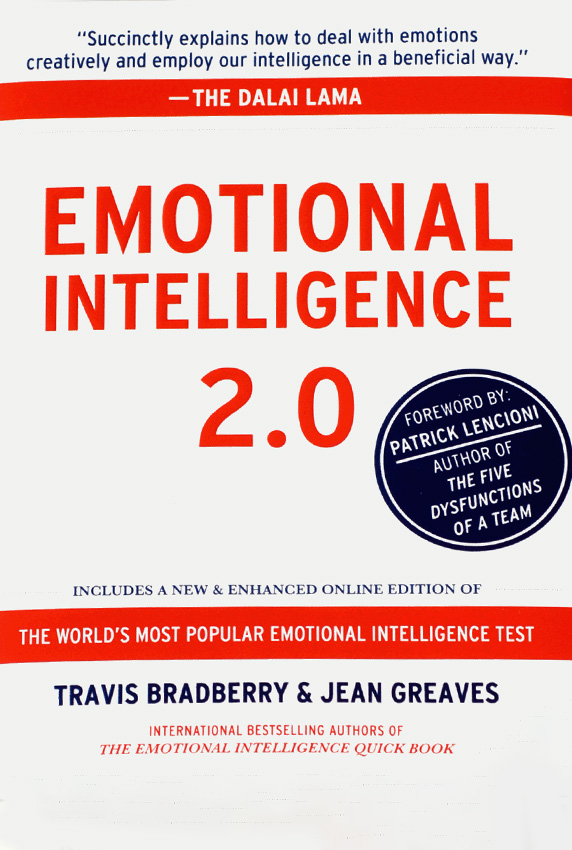 “Succinctly explains how to deal with emotions
creatively and employ our intelligence in a beneficial way.”
—THE DALAI LAMA
EMOTIONAL
INTELLIGENCE
2.0
FOREWORD BY:
PATRICK LENCIONI
AUTHOR OF
THE FIVE
DYSFUNCTIONS
OF A TEAM
INCLUDES A NEW & ENHANCED ONLINE EDITION OF
THE WORLD’S MOST POPULAR EMOTIONAL INTELLIGENCE TEST
TRAVIS BRADBERRY & JEAN GREAVES
INTERNATIONAL BESTSELLING AUTHORS OF
THE EMOTIONAL INTELLIGENCE QUICK BOOK